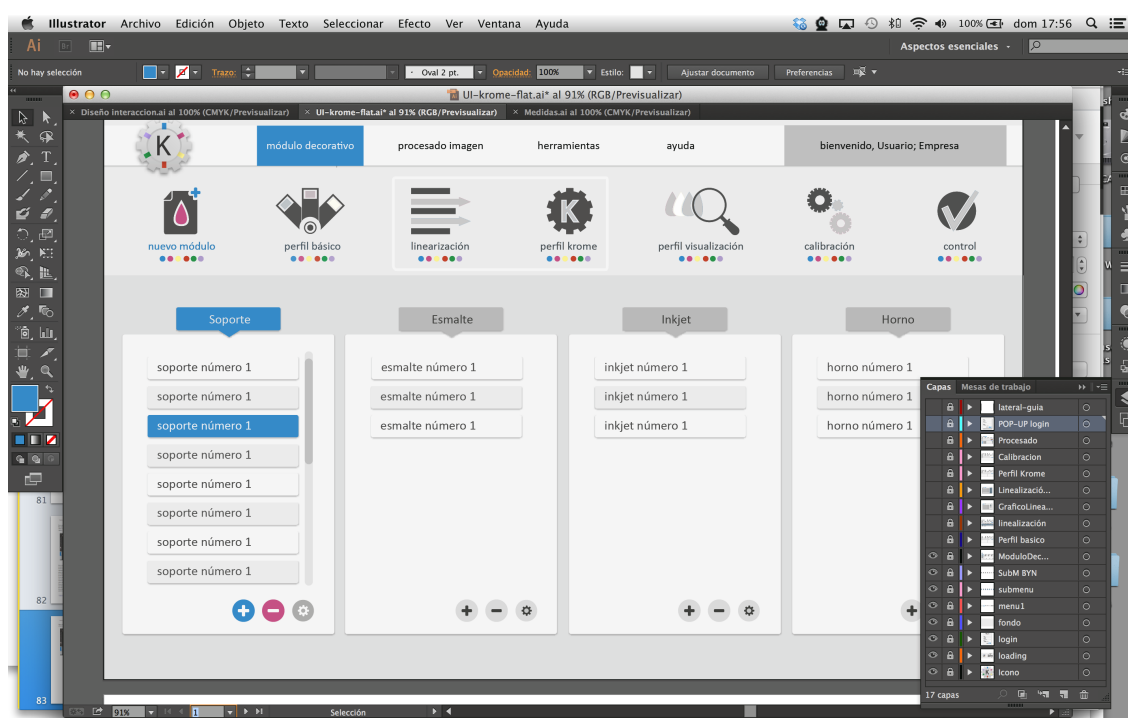 Illustrator Archivo Edición Objeto Texto Seleccionar Efecto Ver Ventana Ayuda 100% dom 17:56
Ai Br Aspectos esenciales
No hay selección Trazo: Oval 2 pt. Opacidad: 100% Estilo: Ajustar documento Preferencias
UI-krome-flat.ai* al 91% (RGB/Previsualizar)
× Diseño interaccion.ai al 100% (CMYK/Previsualizar) × UI-krome-flat.ai* al 91% (RGB/Previsualizar) × Medidas.ai al 100% (CMYK/Previsualizar)
K módulo decorativo procesado imagen herramientas ayuda bienvenido, Usuario; Empresa
K
nuevo módulo perfil básico linearización perfil krome perfil visualización calibración control
Soporte Esmalte Inkjet Horno
soporte número 1 esmalte número 1 inkjet número 1 horno número 1
soporte número 1 esmalte número 1 inkjet número 1 horno número 1
soporte número 1 esmalte número 1 inkjet número 1 horno número 1
soporte número 1
soporte número 1
soporte número 1
soporte número 1
soporte número 1
Capas Mesas de trabajo
lateral-guia
POP-UP login
Procesado
Calibracion
Perfil Krome
Linealizació...
GraficoLinea...
linealización
Perfil basico
ModuloDec...
SubM BYN
submenu
menu1
fondo
login
loading
Icono
17 capas
81
82
83
91% 1 Selección